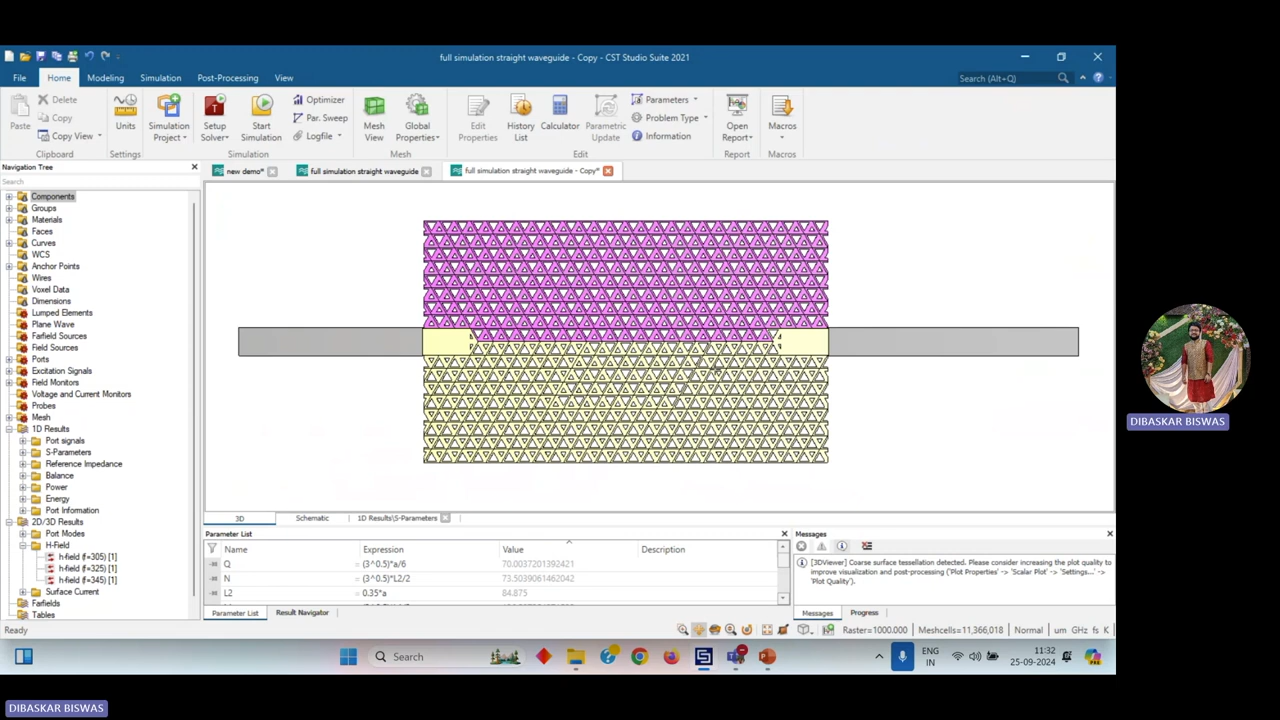 full simulation straight waveguide - Copy - CST Studio Suite 2021
File Home Modeling Simulation Post-Processing View Search (Alt+Q)
Paste Delete Copy Copy View Units Simulation Project Setup Solver Start Simulation Optimizer Par. Sweep Logfile Mesh View Global Properties Edit Properties History List Calculator Parametric Update Parameters Problem Type Information Open Report Macros
Clipboard Settings Simulation Mesh Edit Report Macros
Navigation Tree new demo* full simulation straight waveguide full simulation straight waveguide - Copy*
Search
Components
Groups
Materials
Faces
Curves
WCS
Anchor Points
Wires
Voxel Data
Dimensions
Lumped Elements
Plane Wave
Farfield Sources
Field Sources
Ports
Excitation Signals
Field Monitors
Voltage and Current Monitors
Probes
Mesh
1D Results
Port signals
S-Parameters
Reference Impedance
Balance
Power
Energy
Port Information
2D/3D Results
Port Modes
H-Field
h-field (f=305) [1]
h-field (f=325) [1]
h-field (f=345) [1]
Surface Current
Farfields
Tables
3D Schematic 1D Results\S-Parameters
Parameter List
Name Expression Value Description
Q = (3^0.5)*a/6 70.0037201392421
N = (3^0.5)*L2/2 73.5039061462042
L2 = 0.35*a 84.875
Parameter List Result Navigator
Messages
[3DViewer] Coarse surface tessellation detected. Please consider increasing the plot quality to
improve visualization and post-processing ('Plot Properties' -> 'Scalar Plot' -> 'Settings...' ->
'Plot Quality').
Messages Progress
Ready Raster=1000.000 Meshcells=11,366,018 Normal um GHz fs K
Search ENG IN 11:32 25-09-2024
DIBASKAR BISWAS
DIBASKAR BISWAS